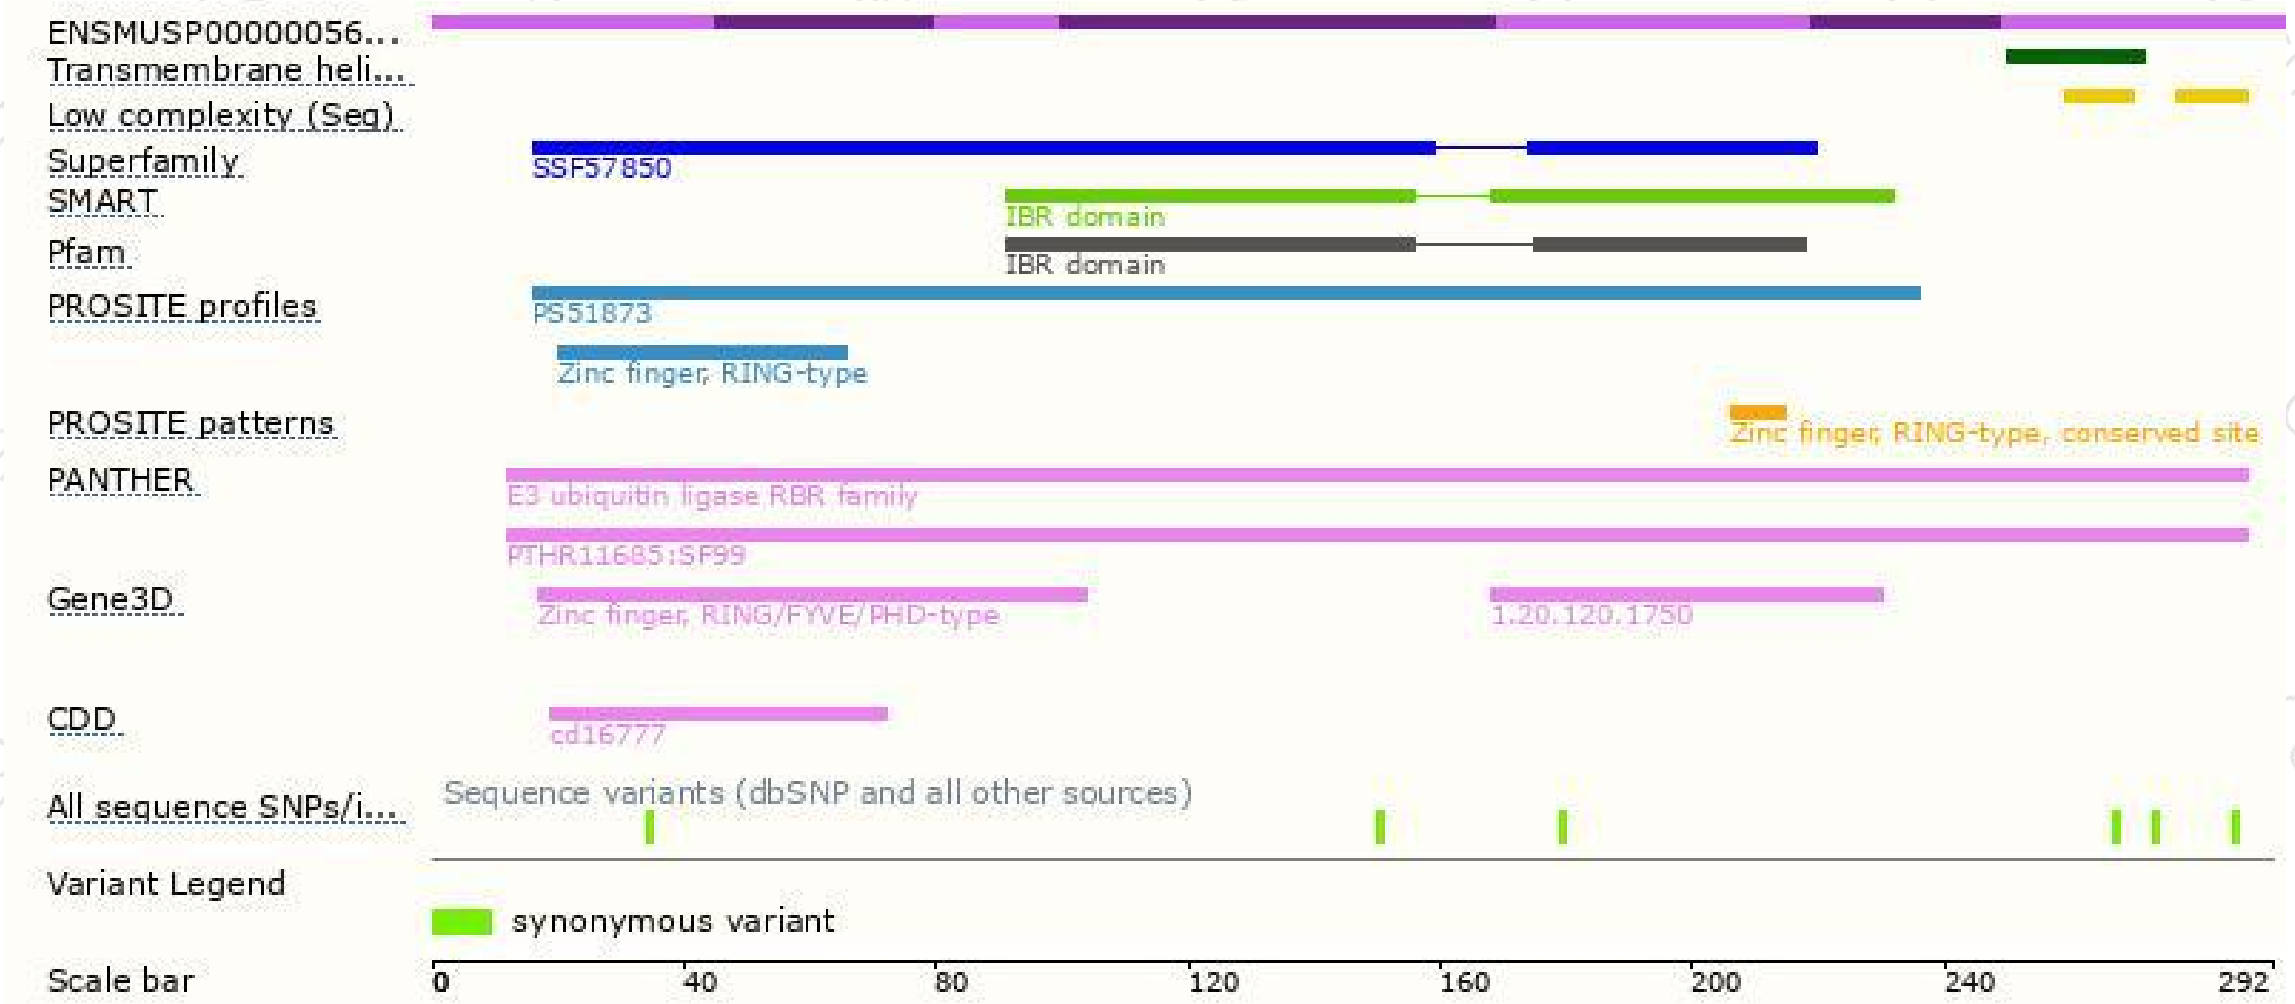 ENSMUSP00000056...
Transmembrane heli...
Low complexity (Seg)
Superfamily
SSF57850
SMART
IBR domain
Pfam
IBR domain
PROSITE profiles
PS51873
Zinc finger, RING-type
PROSITE patterns
Zinc finger, RING-type, conserved site
PANTHER
E3 ubiquitin ligase RBR family
PTHR11685:SF99
Gene3D
Zinc finger, RING/FYVE/PHD-type
1.20.120.1750
CDD
cd16777
Sequence variants (dbSNP and all other sources)
All sequence SNPs/i...
Variant Legend
synonymous variant
Scale bar
0 40 80 120 160 200 240 292